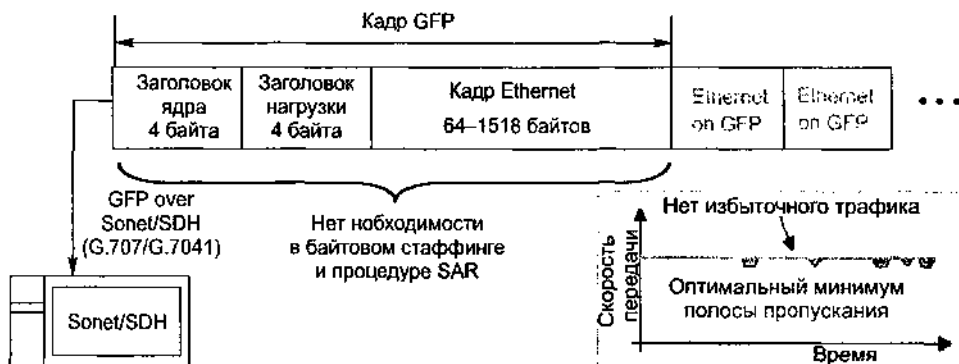 Кадр GFP
Заголовок
ядра
4 байта
Заголовок
нагрузки
4 байта
Кадр Ethernet
64–1518 байтов
Ethernet
on GFP
Ethernet
on GFP
GFP over
Sonet/SDH
(G.707/G.7041)
Sonet/SDH
Нет нобходимости
в байтовом стаффинге
и процедуре SAR
Нет избыточного трафика
Скорость
передачи
Оптимальный минимум
полосы пропускания
Время